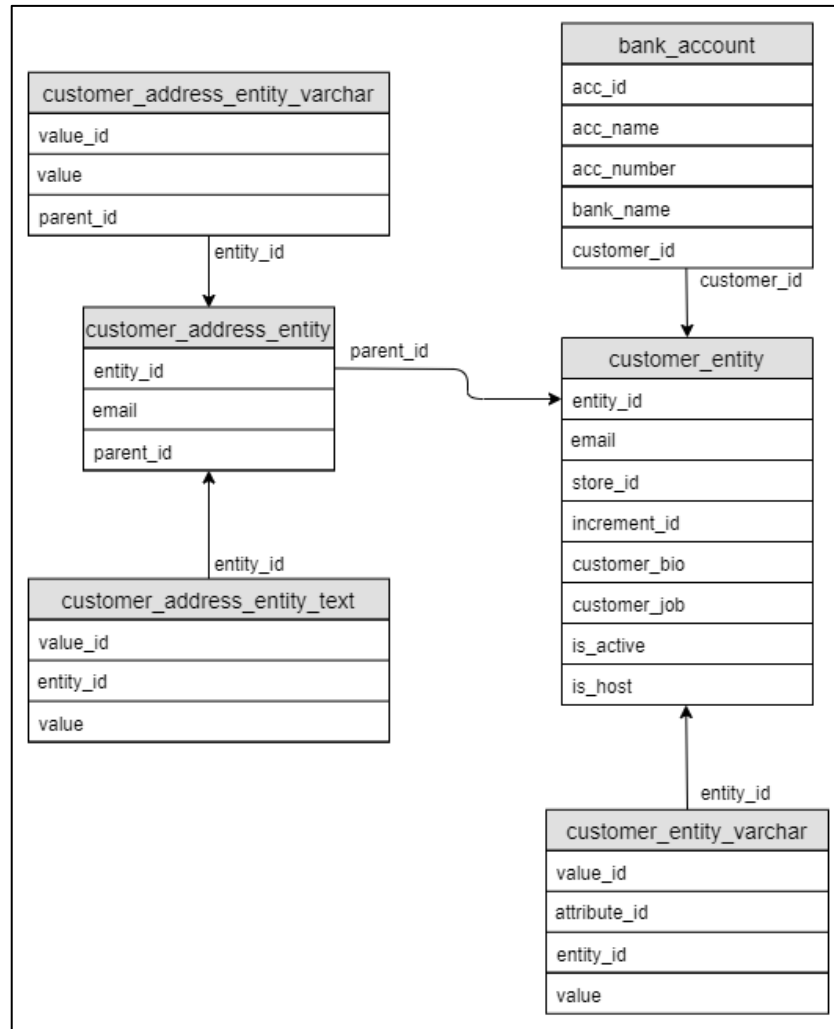 customer_address_entity_varchar
value_id
value
parent_id
entity_id
bank_account
acc_id
acc_name
acc_number
bank_name
customer_id
customer_id
customer_address_entity
entity_id
email
parent_id
parent_id
customer_entity
entity_id
email
store_id
increment_id
customer_bio
customer_job
is_active
is_host
entity_id
customer_address_entity_text
value_id
entity_id
value
entity_id
customer_entity_varchar
value_id
attribute_id
entity_id
value